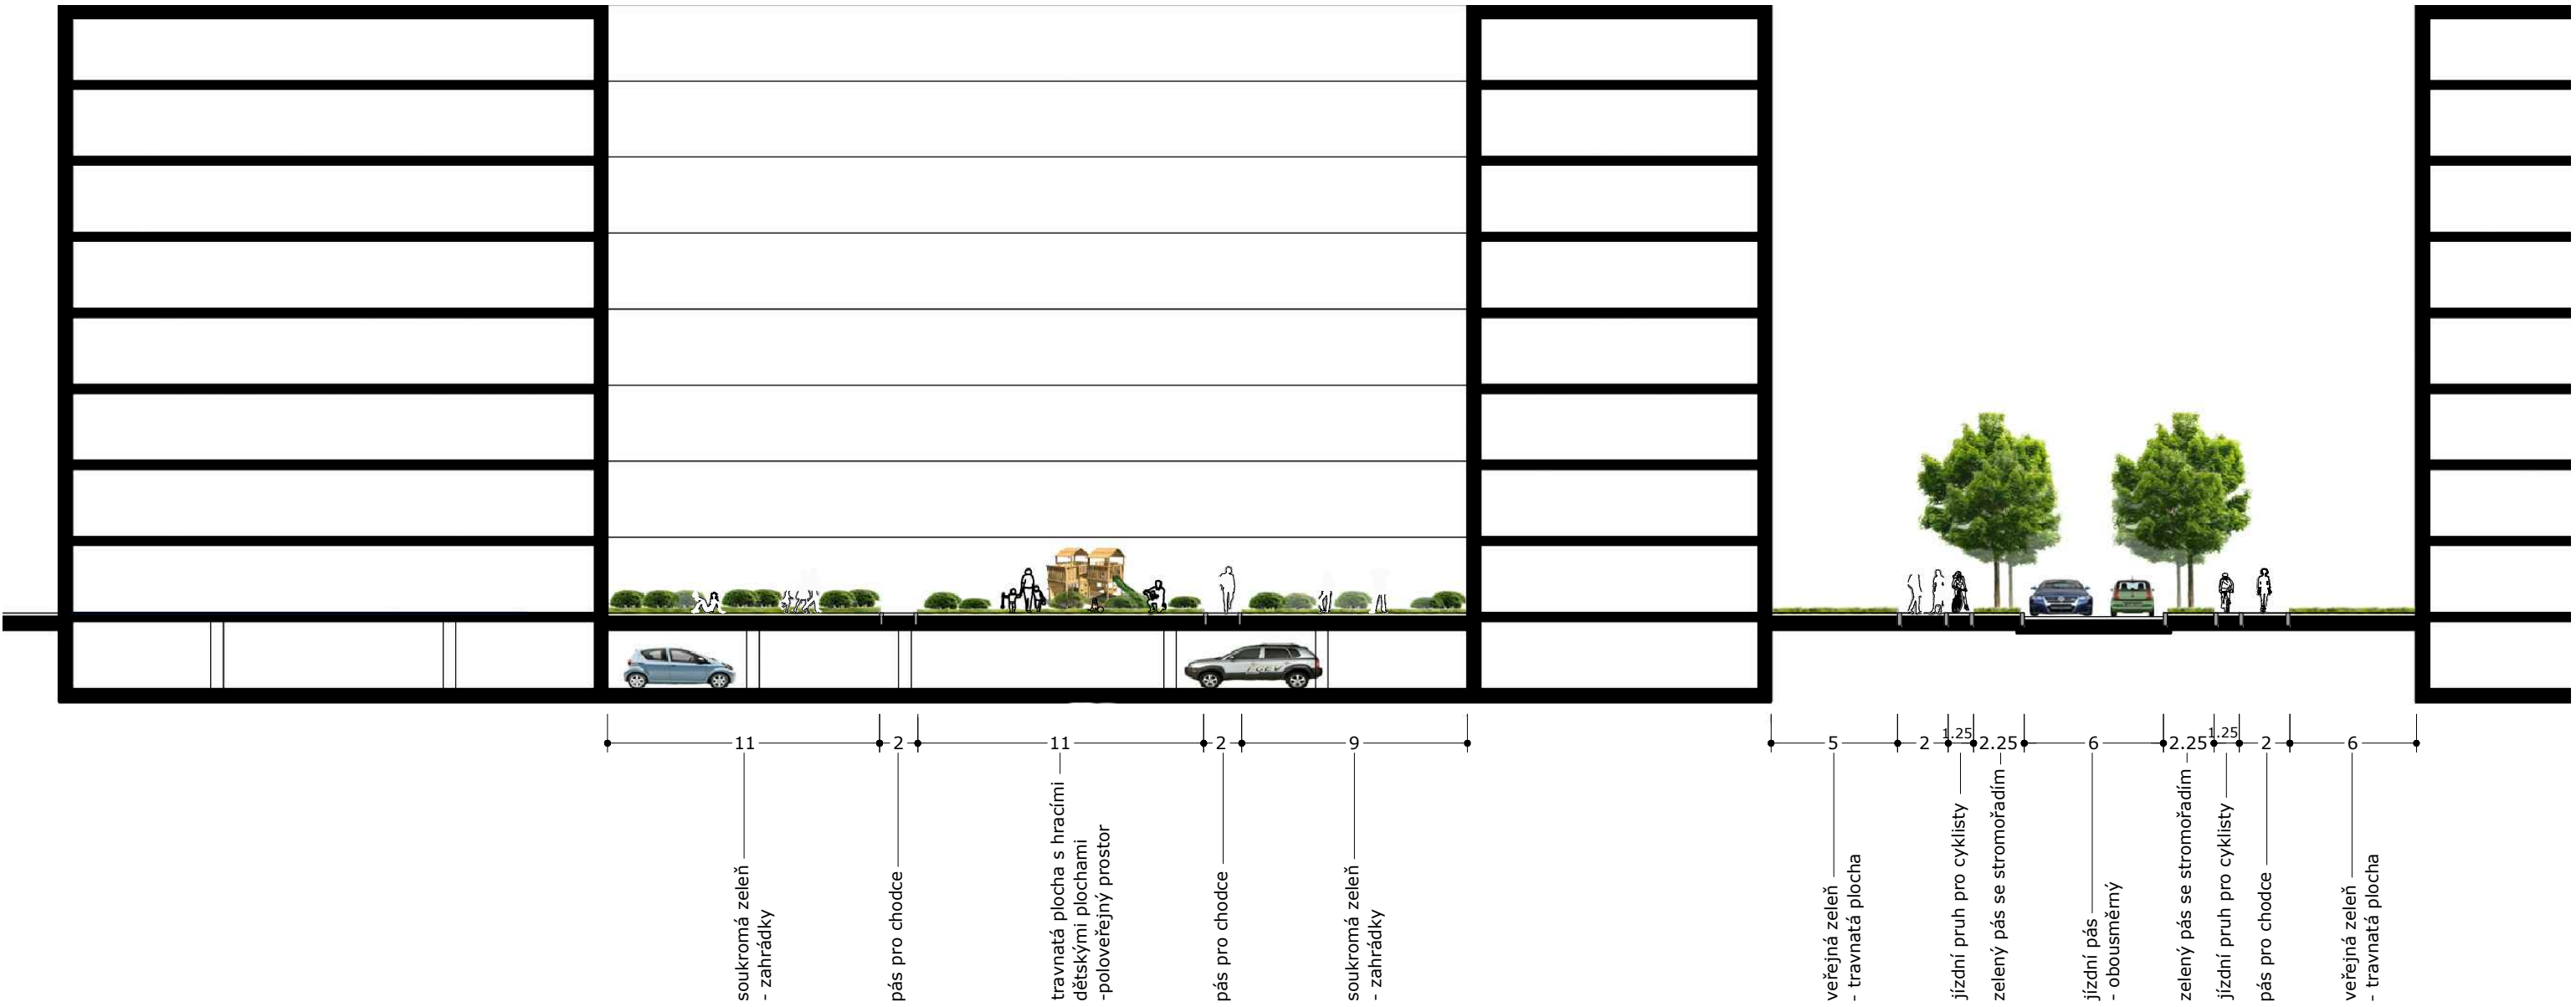 11
2
11
2
9
5
2
1.25
2.25
6
2.25
1.25
2
6
soukromá zeleň
- zahrádky
pás pro chodce
travnatá plocha s hracími
dětskými plochami
-poloveřejný prostor
pás pro chodce
soukromá zeleň
- zahrádky
veřejná zeleň
- travnatá plocha
jízdní pruh pro cyklisty
zelený pás se stromořadím
jízdní pás
- obousměrný
zelený pás se stromořadím
jízdní pruh pro cyklisty
pás pro chodce
veřejná zeleň
- travnatá plocha